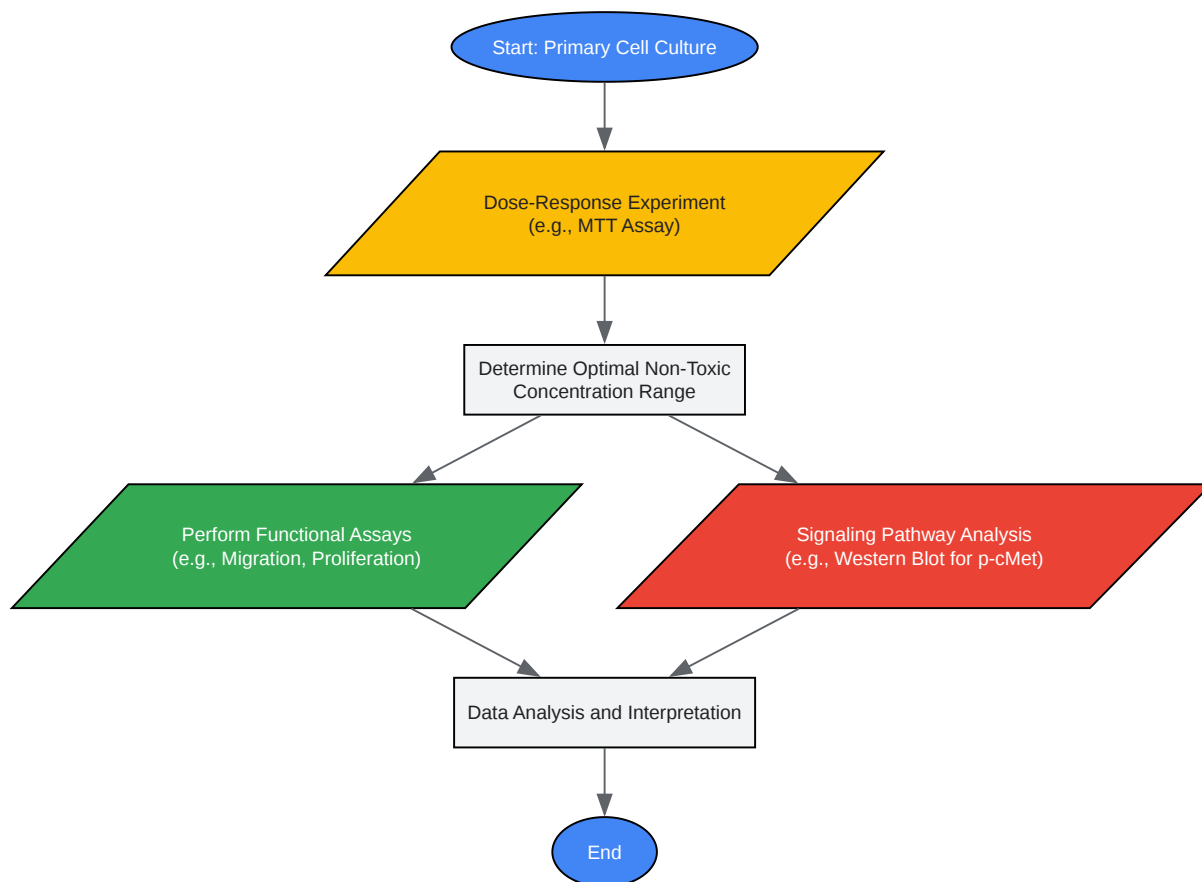 Start: Primary Cell Culture
Dose-Response Experiment
(e.g., MTT Assay)
Determine Optimal Non-Toxic
Concentration Range
Perform Functional Assays
(e.g., Migration, Proliferation)
Signaling Pathway Analysis
(e.g., Western Blot for p-cMet)
Data Analysis and Interpretation
End